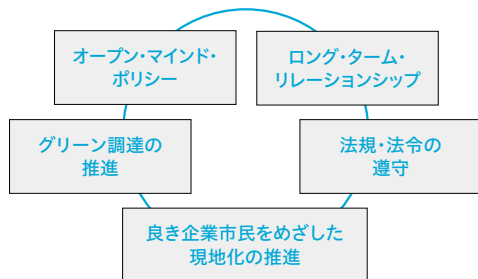 オープン・マインド・
ポリシー
ロング・ターム・
リレーションシップ
グリーン調達の
推進
法規・法令の
遵守
良き企業市民をめざした
現地化の推進